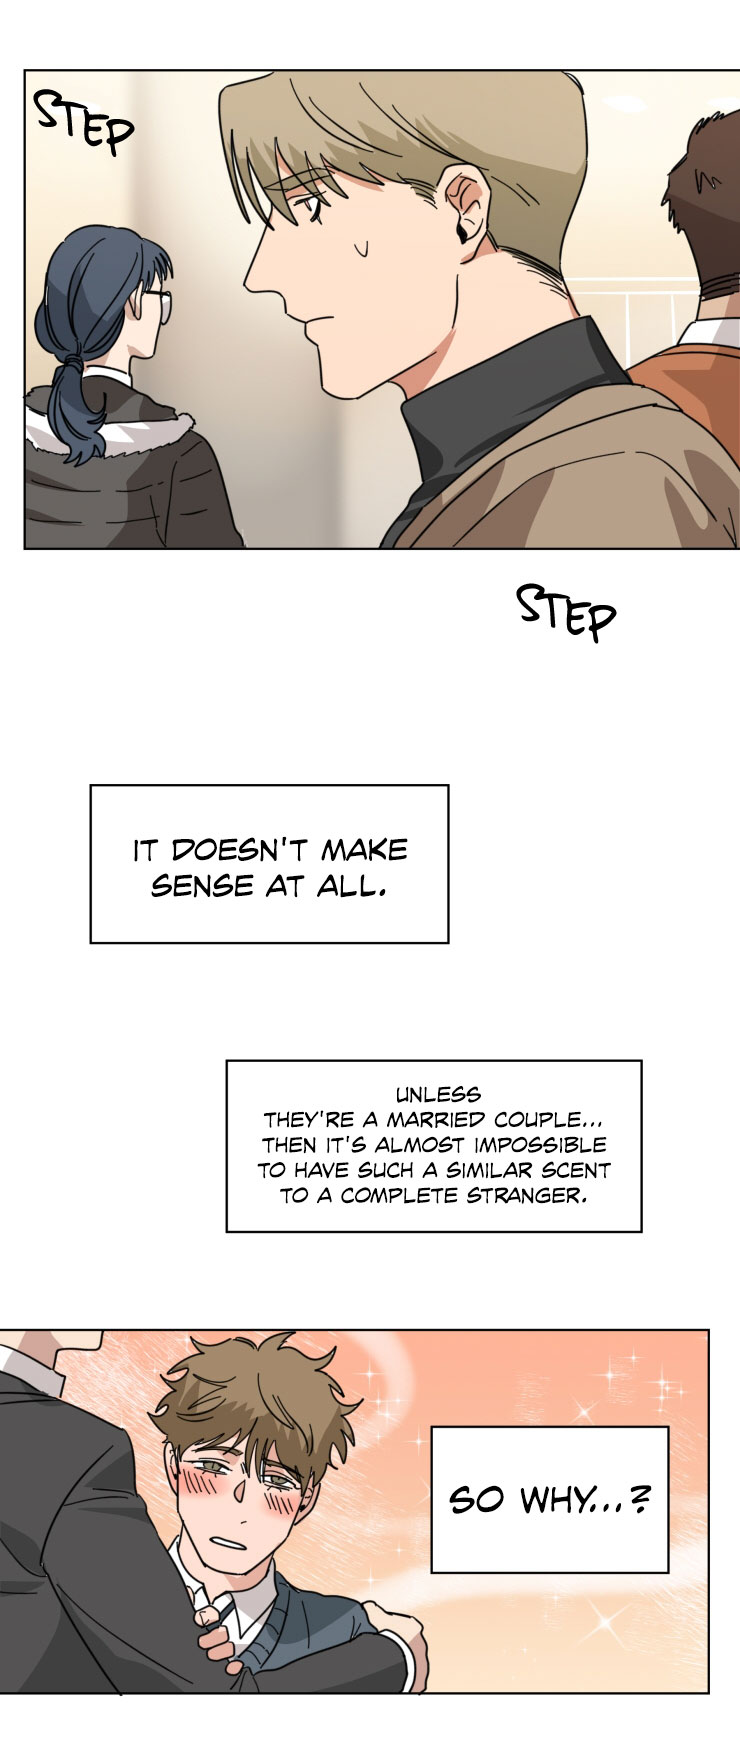 STEP
STEP
IT DOESN'T MAKE
SENSE AT ALL.
UNLESS
THEY'RE A MARRIED COUPLE...
THEN IT'S ALMOST IMPOSSIBLE
TO HAVE SUCH A SIMILAR SCENT
TO A COMPLETE STRANGER.
SO WHY...?